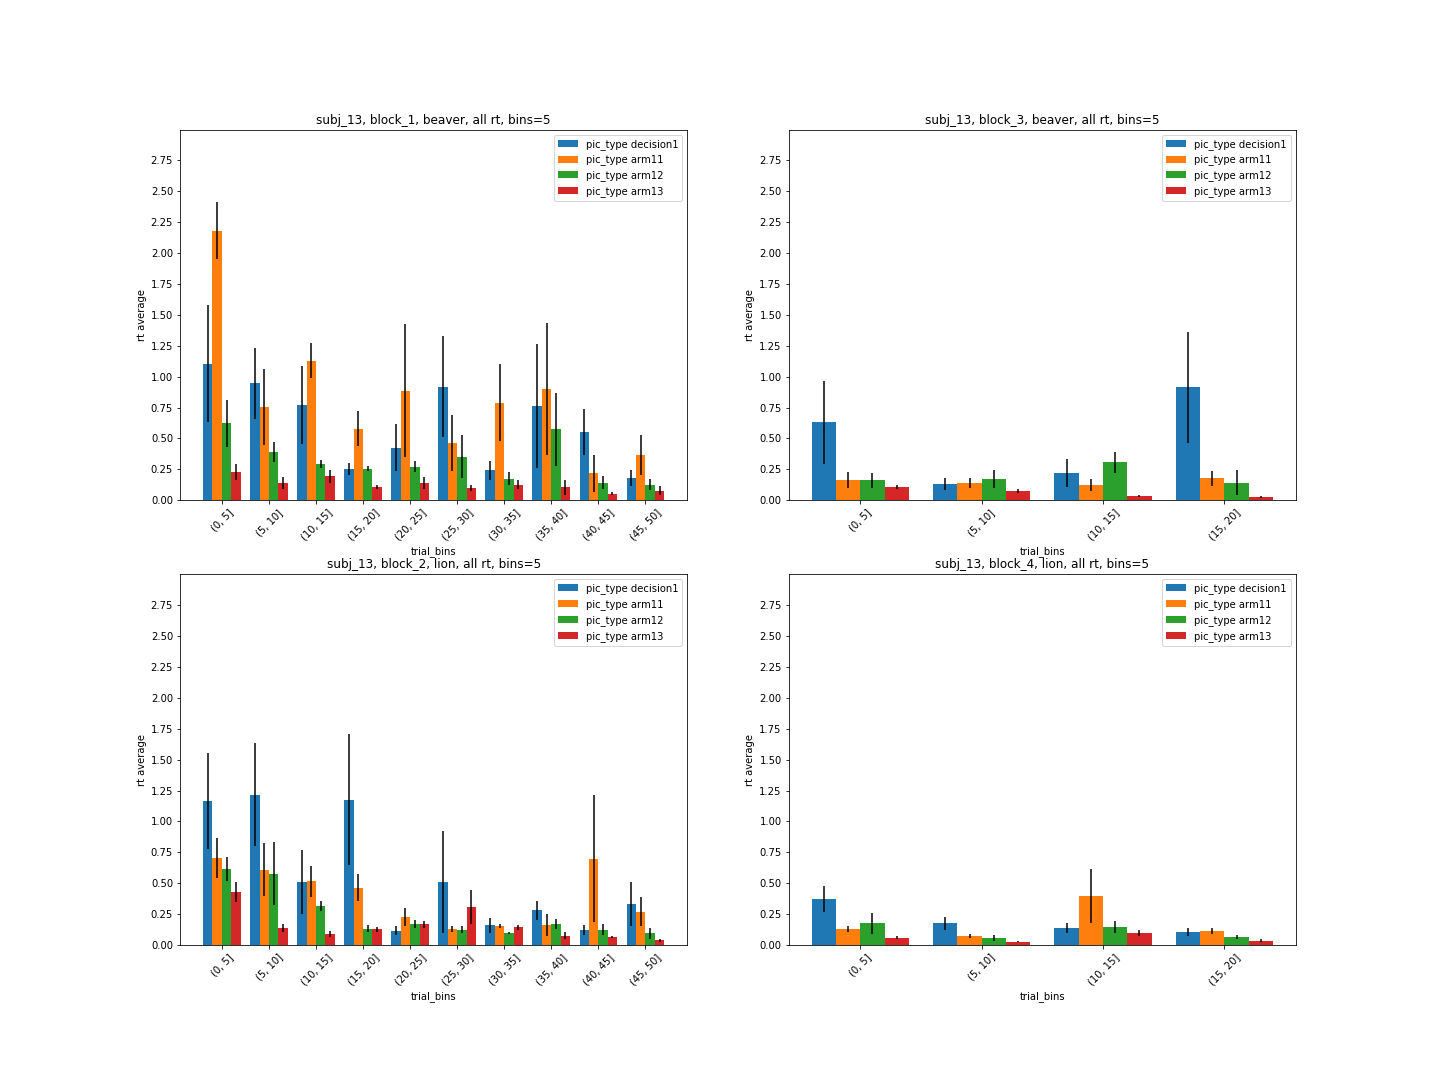 subj_13, block_1, beaver, all rt, bins=5
pic_type decision1
pic_type arm11
pic_type arm12
pic_type arm13
2.75
2.50
2.25
2.00
1.75
1.50
1.25
1.00
0.75
0.50
0.25
0.00
rt average
(0, 5]
(5, 10]
(10, 15]
(15, 20]
(20, 25]
(25, 30]
(30, 35]
(35, 40]
(40, 45]
(45, 50]
trial_bins
subj_13, block_3, beaver, all rt, bins=5
pic_type decision1
pic_type arm11
pic_type arm12
pic_type arm13
2.75
2.50
2.25
2.00
1.75
1.50
1.25
1.00
0.75
0.50
0.25
0.00
rt average
(0, 5]
(5, 10]
(10, 15]
(15, 20]
trial_bins
subj_13, block_2, lion, all rt, bins=5
pic_type decision1
pic_type arm11
pic_type arm12
pic_type arm13
2.75
2.50
2.25
2.00
1.75
1.50
1.25
1.00
0.75
0.50
0.25
0.00
rt average
(0, 5]
(5, 10]
(10, 15]
(15, 20]
(20, 25]
(25, 30]
(30, 35]
(35, 40]
(40, 45]
(45, 50]
trial_bins
subj_13, block_4, lion, all rt, bins=5
pic_type decision1
pic_type arm11
pic_type arm12
pic_type arm13
2.75
2.50
2.25
2.00
1.75
1.50
1.25
1.00
0.75
0.50
0.25
0.00
rt average
(0, 5]
(5, 10]
(10, 15]
(15, 20]
trial_bins